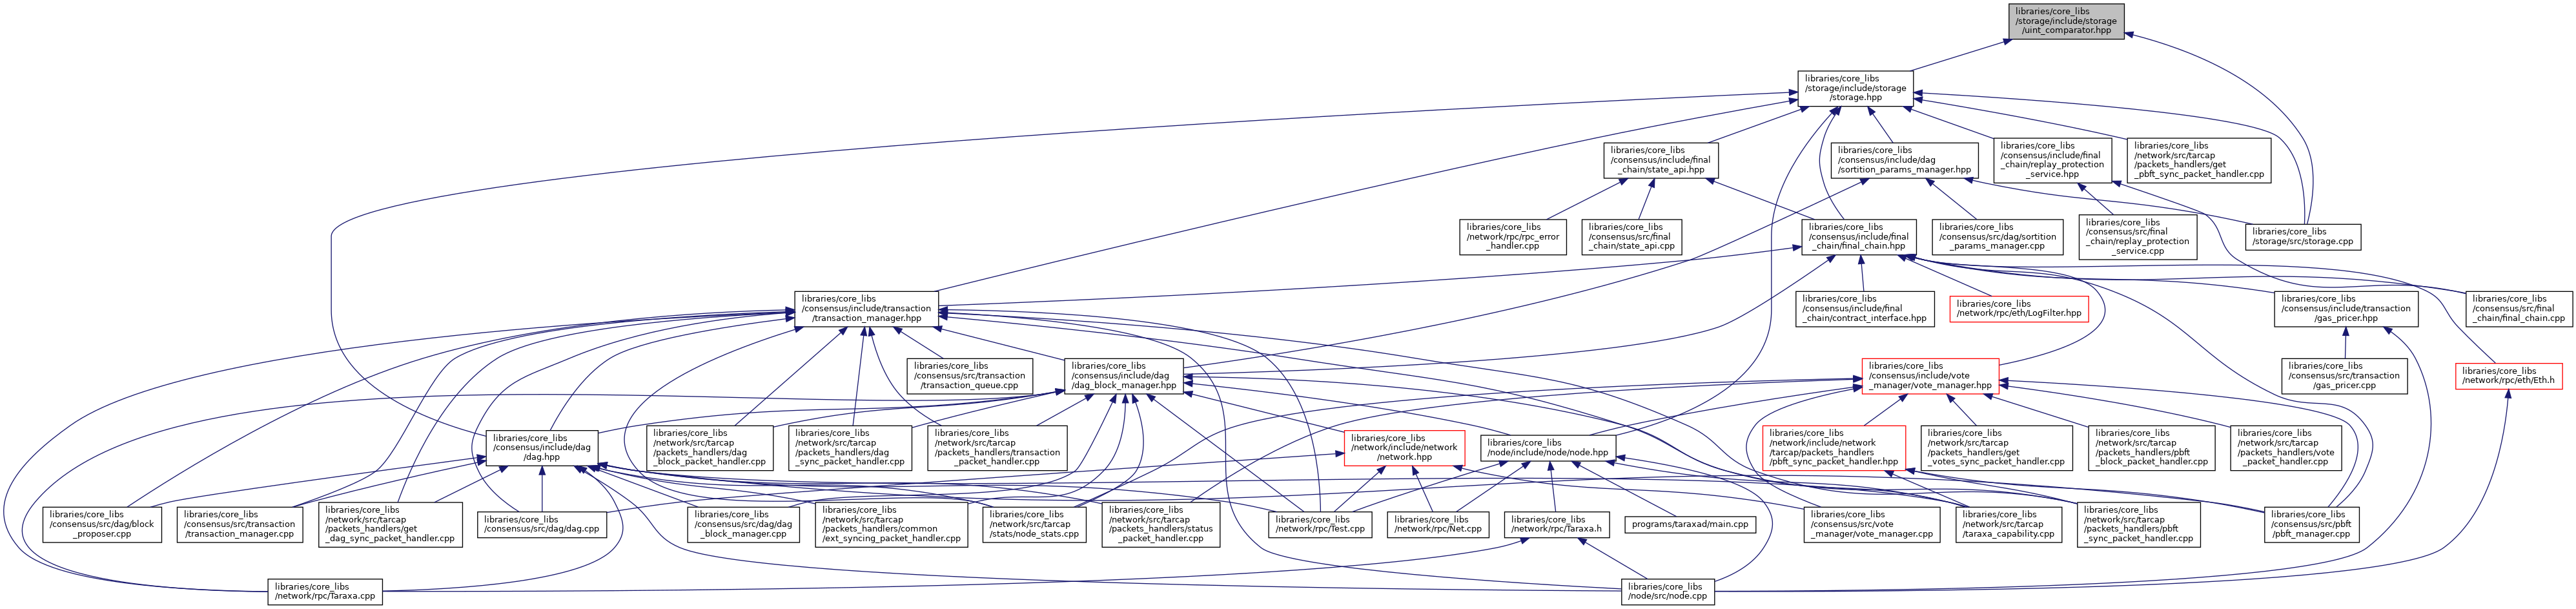 libraries/core_libs
/storage/include/storage
/uint_comparator.hpp
libraries/core_libs
/storage/include/storage
/storage.hpp
libraries/core_libs
/consensus/include/final
_chain/state_api.hpp
libraries/core_libs
/consensus/include/dag
/sortition_params_manager.hpp
libraries/core_libs
/consensus/include/final
_chain/replay_protection
_service.hpp
libraries/core_libs
/network/src/tarcap
/packets_handlers/get
_pbft_sync_packet_handler.cpp
libraries/core_libs
/network/rpc/rpc_error
_handler.cpp
libraries/core_libs
/consensus/src/final
_chain/state_api.cpp
libraries/core_libs
/consensus/include/final
_chain/final_chain.hpp
libraries/core_libs
/consensus/src/dag/sortition
_params_manager.cpp
libraries/core_libs
/consensus/src/final
_chain/replay_protection
_service.cpp
libraries/core_libs
/storage/src/storage.cpp
libraries/core_libs
/consensus/include/transaction
/transaction_manager.hpp
libraries/core_libs
/consensus/include/final
_chain/contract_interface.hpp
libraries/core_libs
/network/rpc/eth/LogFilter.hpp
libraries/core_libs
/consensus/include/transaction
/gas_pricer.hpp
libraries/core_libs
/consensus/src/final
_chain/final_chain.cpp
libraries/core_libs
/consensus/src/transaction
/transaction_queue.cpp
libraries/core_libs
/consensus/include/dag
/dag_block_manager.hpp
libraries/core_libs
/consensus/include/vote
_manager/vote_manager.hpp
libraries/core_libs
/consensus/src/transaction
/gas_pricer.cpp
libraries/core_libs
/network/rpc/eth/Eth.h
libraries/core_libs
/consensus/include/dag
/dag.hpp
libraries/core_libs
/network/src/tarcap
/packets_handlers/dag
_block_packet_handler.cpp
libraries/core_libs
/network/src/tarcap
/packets_handlers/dag
_sync_packet_handler.cpp
libraries/core_libs
/network/src/tarcap
/packets_handlers/transaction
_packet_handler.cpp
libraries/core_libs
/network/include/network
/network.hpp
libraries/core_libs
/node/include/node/node.hpp
libraries/core_libs
/network/include/network
/tarcap/packets_handlers
/pbft_sync_packet_handler.hpp
libraries/core_libs
/network/src/tarcap
/packets_handlers/get
_votes_sync_packet_handler.cpp
libraries/core_libs
/network/src/tarcap
/packets_handlers/pbft
_block_packet_handler.cpp
libraries/core_libs
/network/src/tarcap
/packets_handlers/vote
_packet_handler.cpp
libraries/core_libs
/consensus/src/dag/block
_proposer.cpp
libraries/core_libs
/consensus/src/transaction
/transaction_manager.cpp
libraries/core_libs
/network/src/tarcap
/packets_handlers/get
_dag_sync_packet_handler.cpp
libraries/core_libs
/consensus/src/dag/dag.cpp
libraries/core_libs
/consensus/src/dag/dag
_block_manager.cpp
libraries/core_libs
/network/src/tarcap
/packets_handlers/common
/ext_syncing_packet_handler.cpp
libraries/core_libs
/network/src/tarcap
/stats/node_stats.cpp
libraries/core_libs
/network/src/tarcap
/packets_handlers/status
_packet_handler.cpp
libraries/core_libs
/network/rpc/Test.cpp
libraries/core_libs
/network/rpc/Net.cpp
libraries/core_libs
/network/rpc/Taraxa.h
programs/taraxad/main.cpp
libraries/core_libs
/consensus/src/vote
_manager/vote_manager.cpp
libraries/core_libs
/network/src/tarcap
/taraxa_capability.cpp
libraries/core_libs
/network/src/tarcap
/packets_handlers/pbft
_sync_packet_handler.cpp
libraries/core_libs
/consensus/src/pbft
/pbft_manager.cpp
libraries/core_libs
/network/rpc/Taraxa.cpp
libraries/core_libs
/node/src/node.cpp